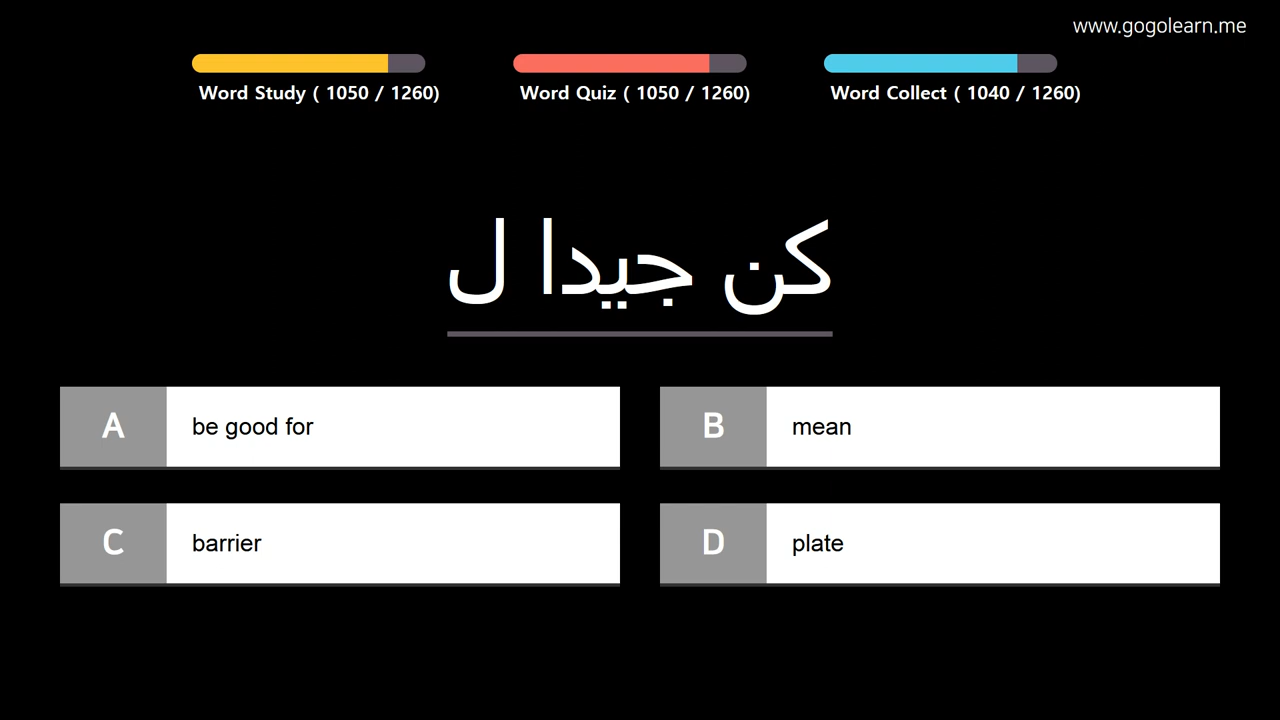 www.gogolearn.me
Word Study ( 1050 / 1260)
Word Quiz ( 1050 / 1260)
Word Collect ( 1040 / 1260)
كن جيدا ل
A be good for
B mean
C barrier
D plate